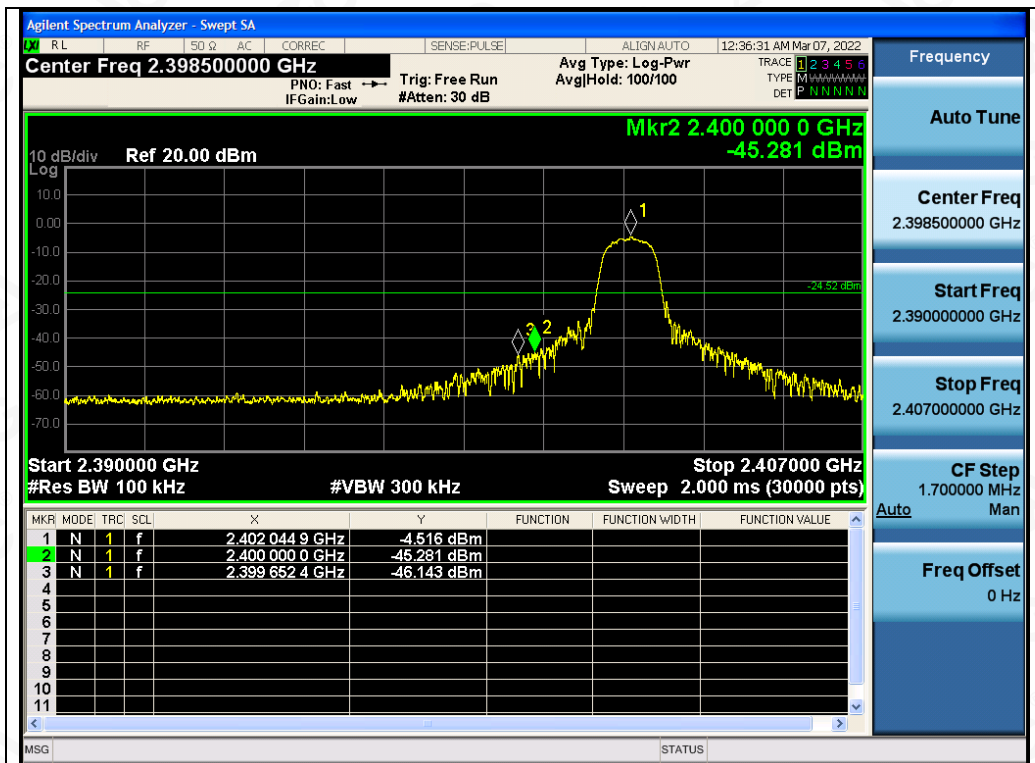 Agilent Spectrum Analyzer - Swept SA
LXI RL RF 50 Ω AC CORREC SENSE:PULSE ALIGN AUTO 12:36:31 AM Mar 07, 2022
Center Freq 2.398500000 GHz
PNO: Fast
IFGain:Low
Trig: Free Run
#Atten: 30 dB
Avg Type: Log-Pwr
Avg|Hold: 100/100
TRACE 1 2 3 4 5 6
TYPE M
DET P N N N N N
Mkr2 2.400 000 0 GHz
-45.281 dBm
10 dB/div Ref 20.00 dBm
Log
10.0
0.00
-10.0
-20.0
-30.0
-40.0
-50.0
-60.0
-70.0
1
-24.52 dBm
3 2
Start 2.390000 GHz Stop 2.407000 GHz
#Res BW 100 kHz #VBW 300 kHz Sweep 2.000 ms (30000 pts)
MKR MODE TRC SCL X Y FUNCTION FUNCTION WIDTH FUNCTION VALUE
1 N 1 f 2.402 044 9 GHz -4.516 dBm
2 N 1 f 2.400 000 0 GHz -45.281 dBm
3 N 1 f 2.399 652 4 GHz -46.143 dBm
4
5
6
7
8
9
10
11
MSG STATUS
Frequency
Auto Tune
Center Freq
2.398500000 GHz
Start Freq
2.390000000 GHz
Stop Freq
2.407000000 GHz
CF Step
1.700000 MHz
Auto Man
Freq Offset
0 Hz